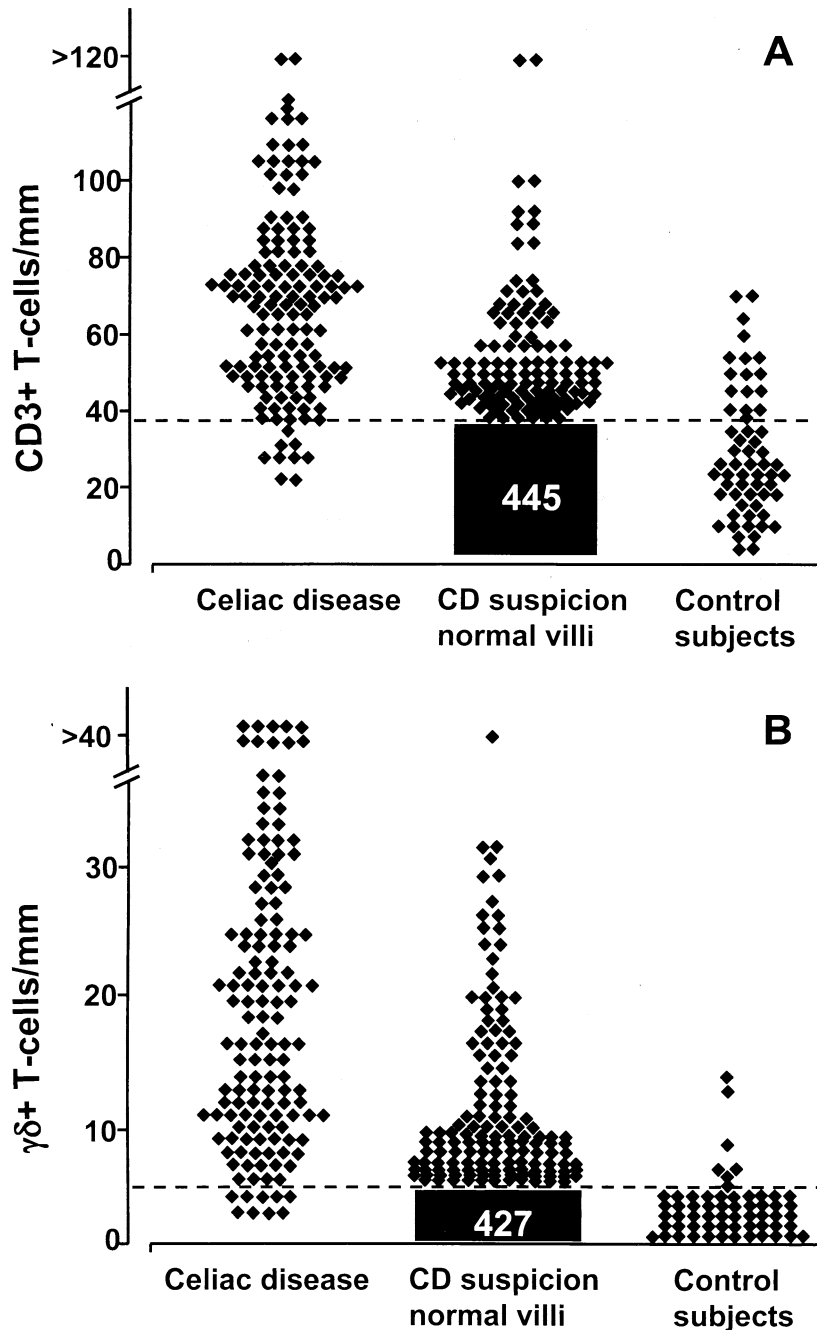 A
>120
100
80
60
40
20
0
CD3+ T-cells/mm
445
Celiac disease
CD suspicion
normal villi
Control
subjects
B
>40
30
20
10
0
γδ+ T-cells/mm
427
Celiac disease
CD suspicion
normal villi
Control
subjects